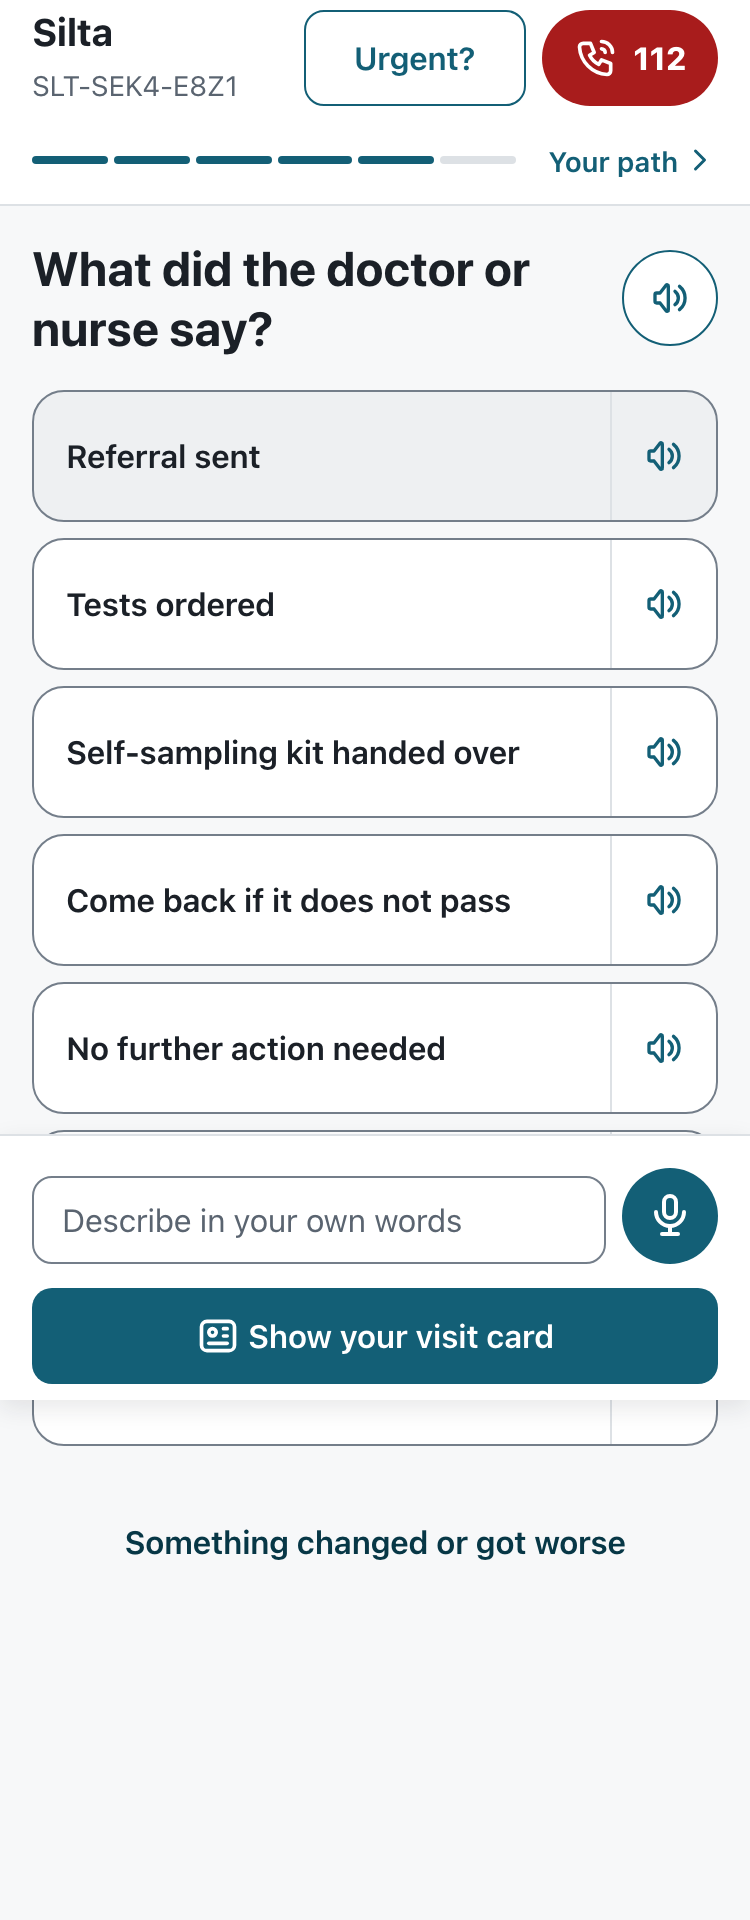 Silta
SLT-SEK4-E8Z1
Urgent?
112
Your path
What did the doctor or
nurse say?
Referral sent
Tests ordered
Self-sampling kit handed over
Come back if it does not pass
No further action needed
Describe in your own words
Show your visit card
Something changed or got worse